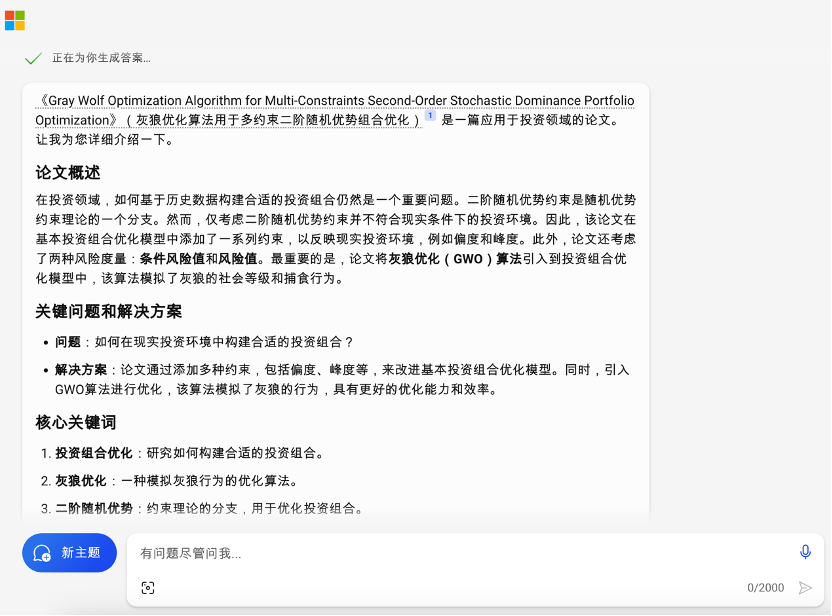 正在为你生成答案...
《Gray Wolf Optimization Algorithm for Multi-Constraints Second-Order Stochastic Dominance Portfolio
Optimization》（灰狼优化算法用于多约束二阶随机优势组合优化） 1 是一篇应用于投资领域的论文。
让我为您详细介绍一下。
论文概述
在投资领域，如何基于历史数据构建合适的投资组合仍然是一个重要问题。二阶随机优势约束是随机优势
约束理论的一个分支。然而，仅考虑二阶随机优势约束并不符合现实条件下的投资环境。因此，该论文在
基本投资组合优化模型中添加了一系列约束，以反映现实投资环境，例如偏度和峰度。此外，论文还考虑
了两种风险度量：条件风险值和风险值。最重要的是，论文将灰狼优化（GWO）算法引入到投资组合优
化模型中，该算法模拟了灰狼的社会等级和捕食行为。
关键问题和解决方案
• 问题：如何在现实投资环境中构建合适的投资组合？
• 解决方案：论文通过添加多种约束，包括偏度、峰度等，来改进基本投资组合优化模型。同时，引入
GWO算法进行优化，该算法模拟了灰狼的行为，具有更好的优化能力和效率。
核心关键词
1. 投资组合优化：研究如何构建合适的投资组合。
2. 灰狼优化：一种模拟灰狼行为的优化算法。
3. 二阶随机优势：约束理论的分支，用于优化投资组合。
新主题
有问题尽管问我...
0/2000